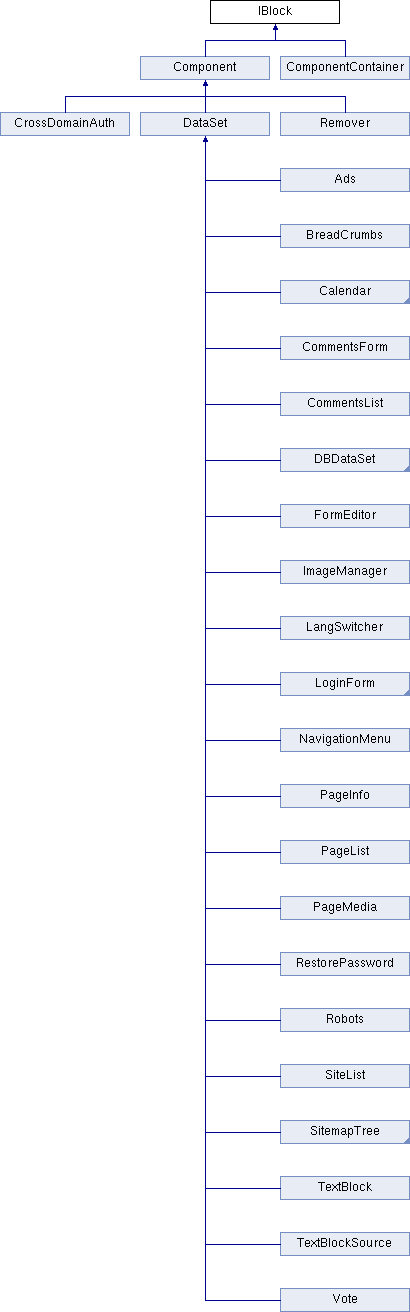 IBlock
Component
ComponentContainer
CrossDomainAuth
DataSet
Remover
Ads
BreadCrumbs
Calendar
CommentsForm
CommentsList
DBDataSet
FormEditor
ImageManager
LangSwitcher
LoginForm
NavigationMenu
PageInfo
PageList
PageMedia
RestorePassword
Robots
SiteList
SitemapTree
TextBlock
TextBlockSource
Vote